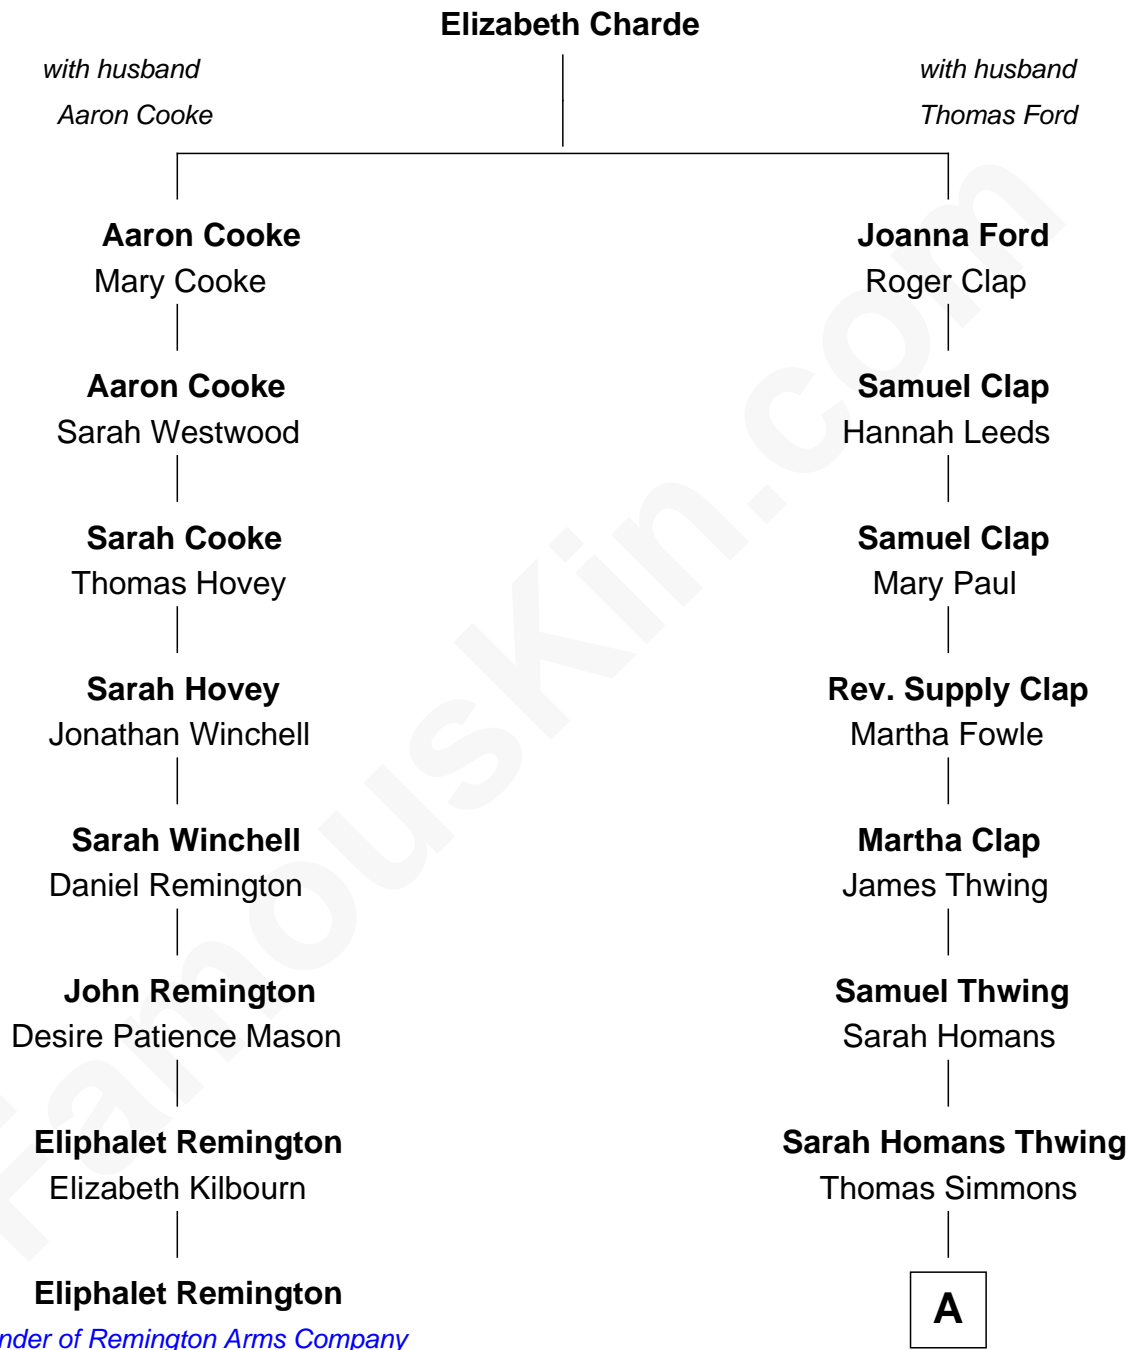 Elizabeth Charde
with husband
Aaron Cooke
with husband
Thomas Ford
Aaron Cooke
Mary Cooke
Joanna Ford
Roger Clap
Aaron Cooke
Sarah Westwood
Samuel Clap
Hannah Leeds
Sarah Cooke
Thomas Hovey
Samuel Clap
Mary Paul
Sarah Hovey
Jonathan Winchell
Rev. Supply Clap
Martha Fowle
Sarah Winchell
Daniel Remington
Martha Clap
James Thwing
John Remington
Desire Patience Mason
Samuel Thwing
Sarah Homans
Eliphalet Remington
Elizabeth Kilbourn
Sarah Homans Thwing
Thomas Simmons
Eliphalet Remington
nder of Remington Arms Company
A
FamousKin.com